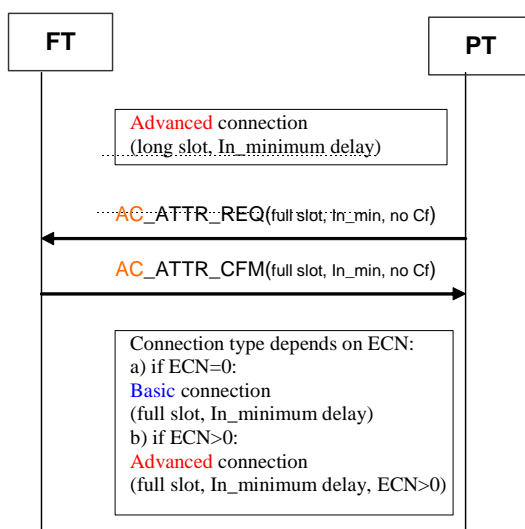 FT
PT
Advanced connection
(long slot, In_minimum delay)
AC_ATTR_REQ(full slot, In_min, no Cf)
AC_ATTR_CFM(full slot, In_min, no Cf)
Connection type depends on ECN:
a) if ECN=0:
Basic connection
(full slot, In_minimum delay)
b) if ECN>0:
Advanced connection
(full slot, In_minimum delay, ECN>0)